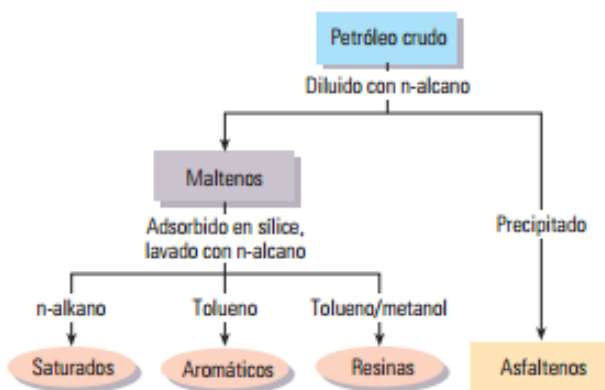 Petróleo crudo
Diluido con n-alcano
Maltenos
Adsorbido en sílice,
lavado con n-alcano
Precipitado
n-alkano
Tolueno
Tolueno/metanol
Saturados
Aromáticos
Resinas
Asfaltenos